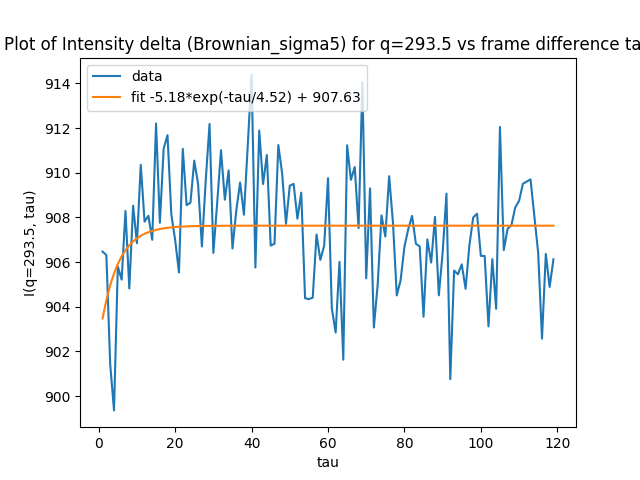 Plot of Intensity delta (Brownian_sigma5) for q=293.5 vs frame difference ta
data
fit -5.18*exp(-tau/4.52) + 907.63
I(q=293.5, tau)
914
912
910
908
906
904
902
900
0 20 40 60 80 100 120
tau